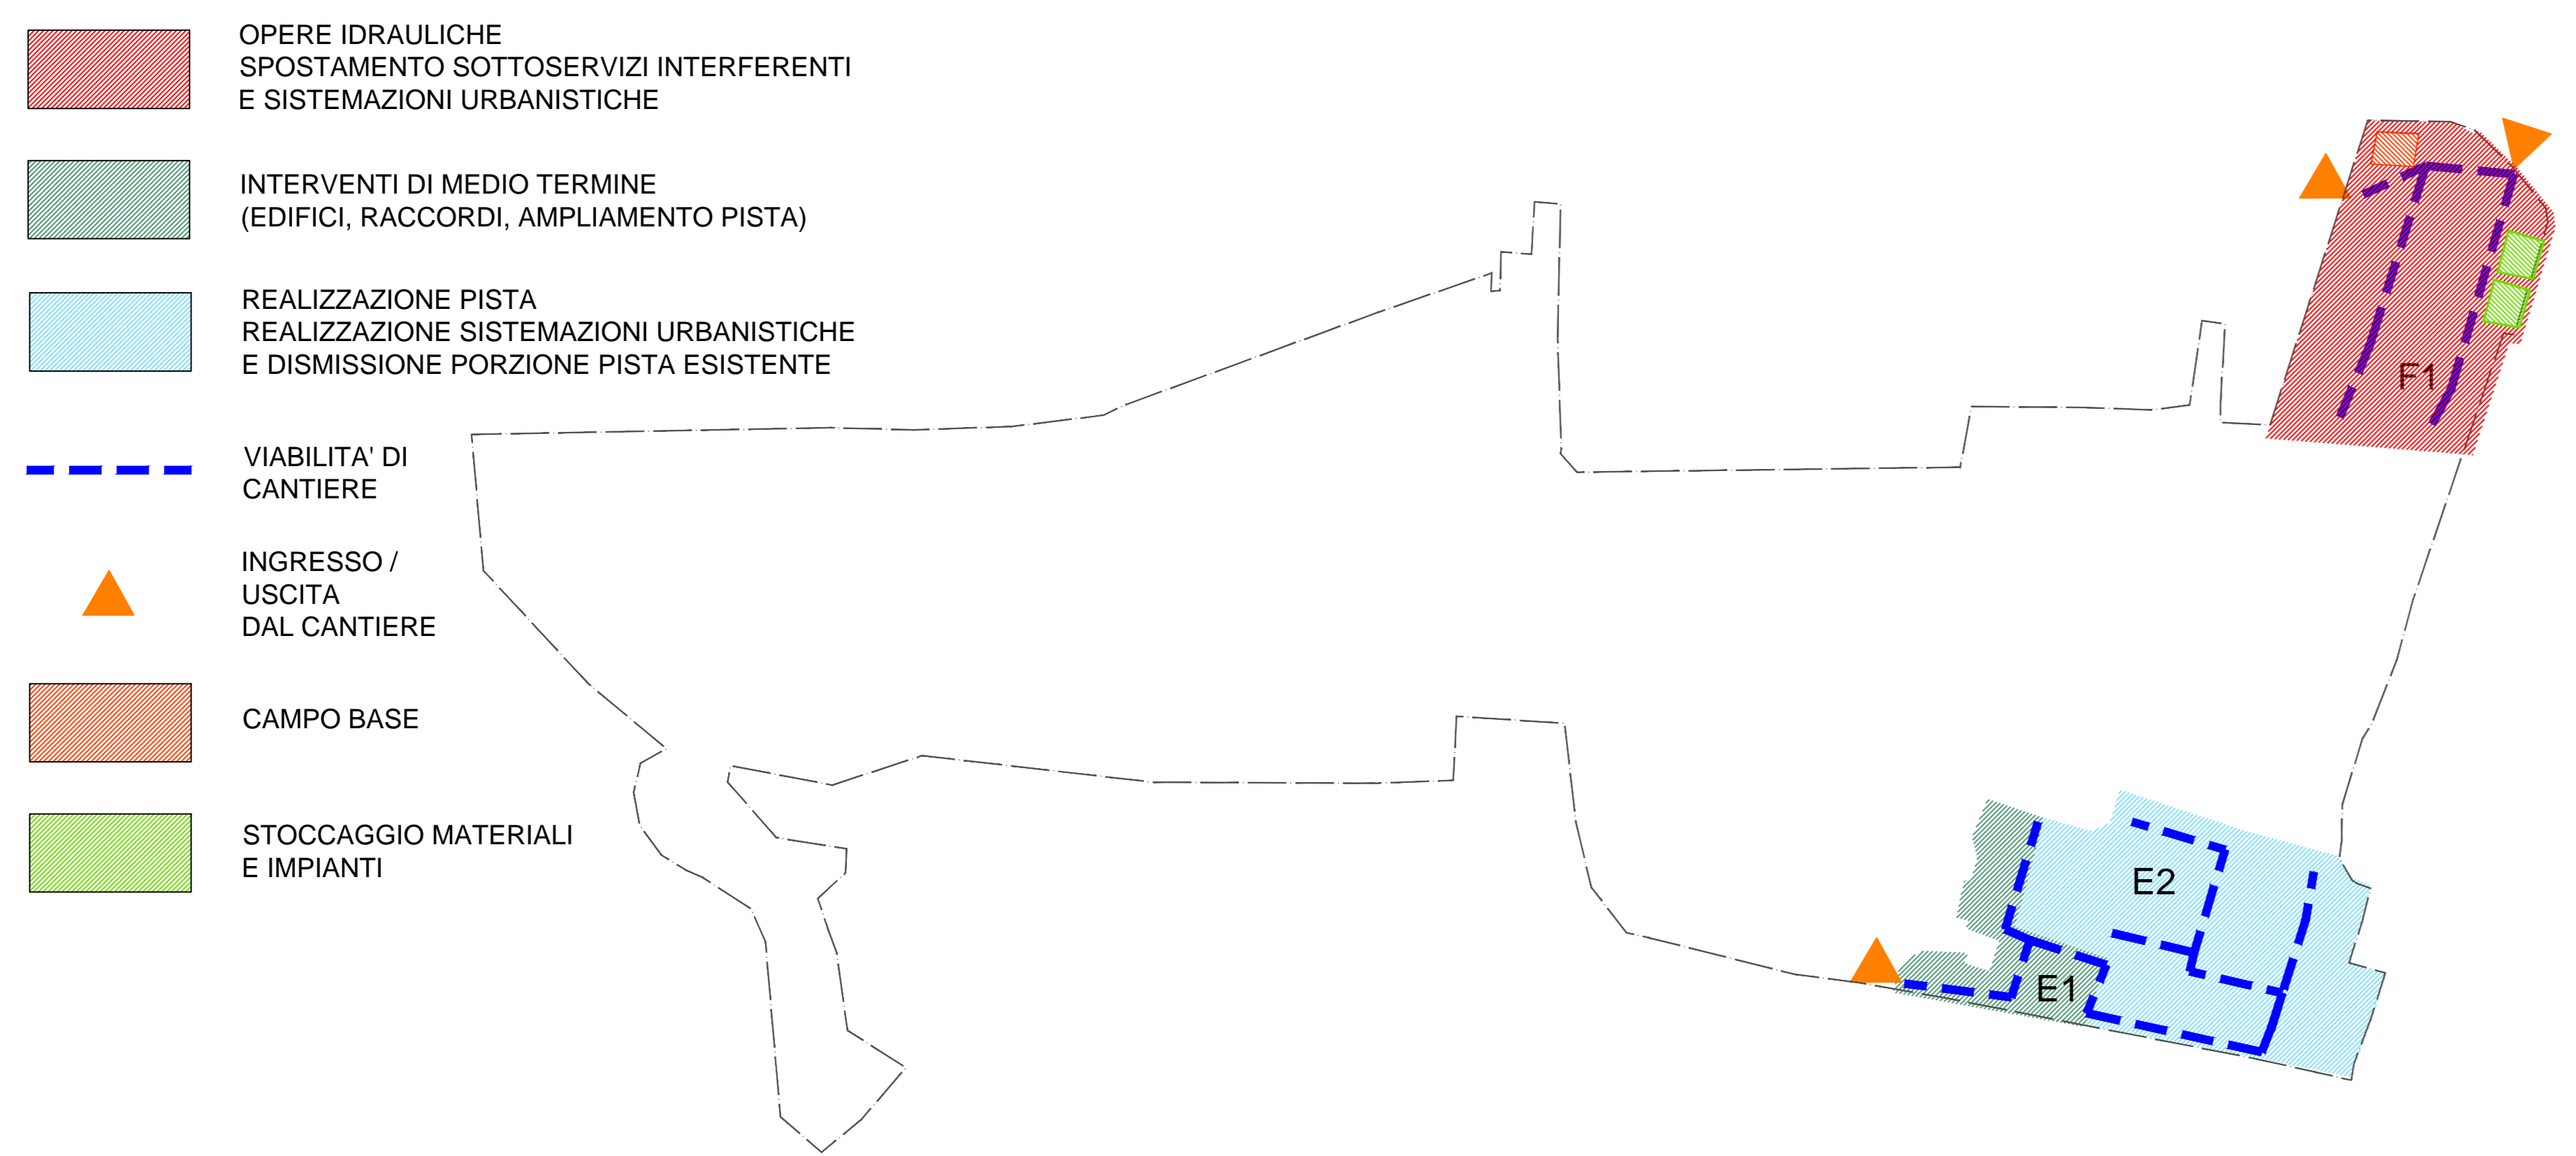 OPERE IDRAULICHE
SPOSTAMENTO SOTTOSERVIZI INTERFERENTI
E SISTEMAZIONI URBANISTICHE
INTERVENTI DI MEDIO TERMINE
(EDIFICI, RACCORDI, AMPLIAMENTO PISTA)
REALIZZAZIONE PISTA
REALIZZAZIONE SISTEMAZIONI URBANISTICHE
E DISMISSIONE PORZIONE PISTA ESISTENTE
VIABILITA' DI
CANTIERE
INGRESSO /
USCITA
DAL CANTIERE
CAMPO BASE
STOCCAGGIO MATERIALI
E IMPIANTI
F1
E2
E1